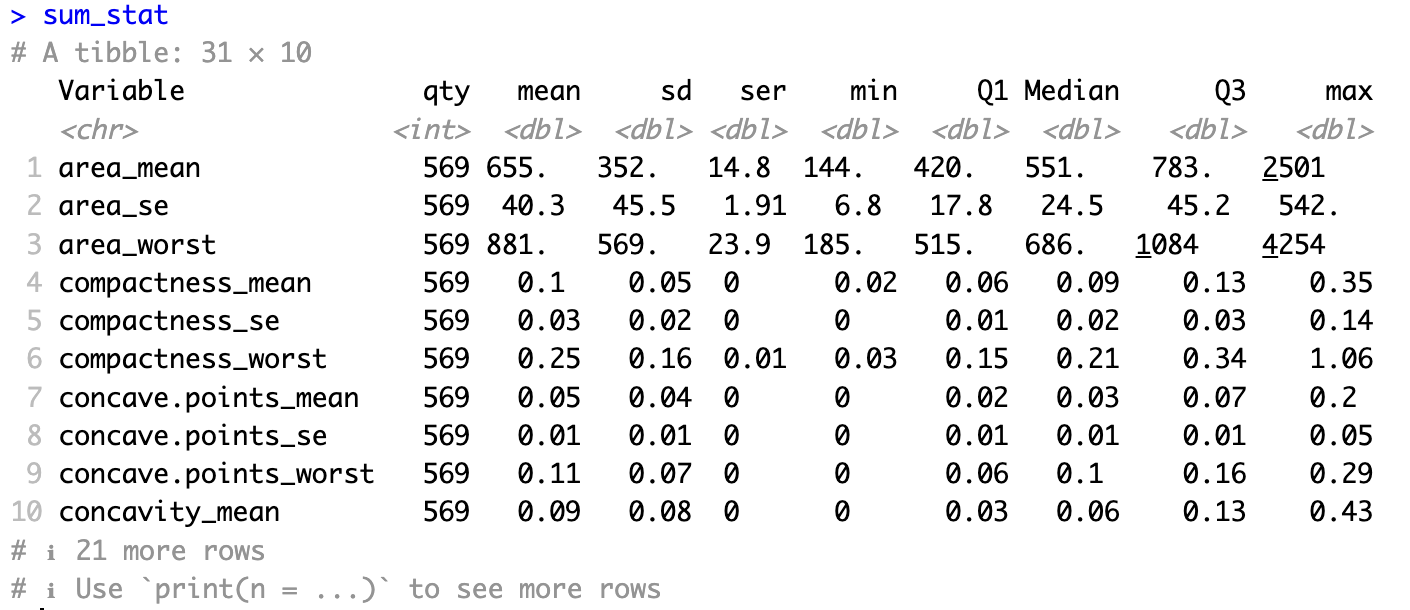 > sum_stat
# A tibble: 31 × 10
   Variable               qty   mean     sd   ser    min     Q1 Median     Q3    max
   <chr>                <int>  <dbl>  <dbl> <dbl>  <dbl>  <dbl>  <dbl>  <dbl>  <dbl>
 1 area_mean              569 655.   352.   14.8  144.   420.   551.   783.   2501
 2 area_se                569  40.3   45.5   1.91   6.8   17.8   24.5   45.2   542.
 3 area_worst             569 881.   569.   23.9  185.   515.   686.  1084    4254
 4 compactness_mean       569   0.1    0.05  0      0.02   0.06   0.09   0.13    0.35
 5 compactness_se         569   0.03   0.02  0      0      0.01   0.02   0.03    0.14
 6 compactness_worst      569   0.25   0.16  0.01   0.03   0.15   0.21   0.34    1.06
 7 concave.points_mean    569   0.05   0.04  0      0      0.02   0.03   0.07    0.2
 8 concave.points_se      569   0.01   0.01  0      0      0.01   0.01   0.01    0.05
 9 concave.points_worst   569   0.11   0.07  0      0      0.06   0.1    0.16    0.29
10 concavity_mean         569   0.09   0.08  0      0      0.03   0.06   0.13    0.43
# ℹ 21 more rows
# ℹ Use `print(n = ...)` to see more rows